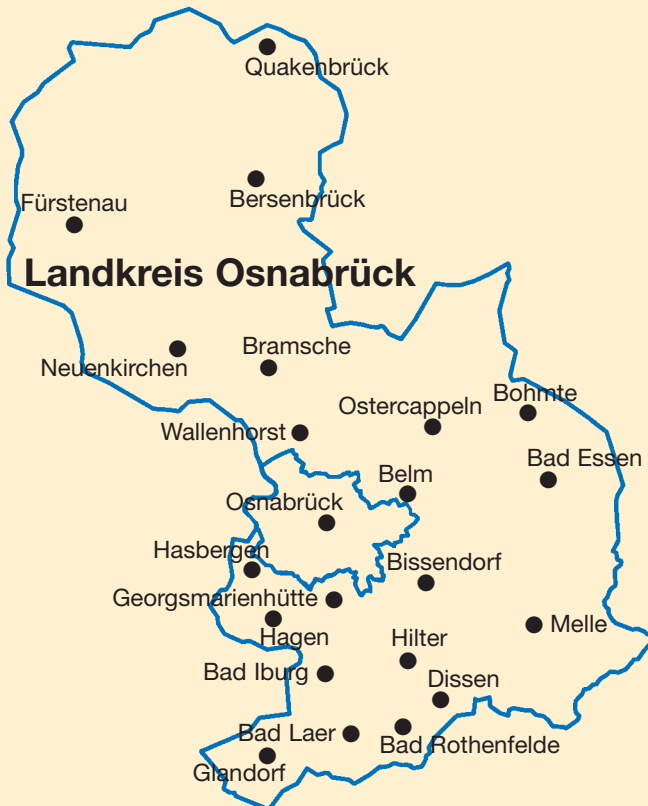 Quakenbrück
Bersenbrück
Fürstenau
Landkreis Osnabrück
Bramsche
Neuenkirchen
Bohmte
Ostercappeln
Wallenhorst
Bad Essen
Belm
Osnabrück
Hasbergen
Bissendorf
Georgsmarienhütte
Melle
Hagen
Hilter
Bad Iburg
Dissen
Bad Laer
Bad Rothenfelde
Glandorf